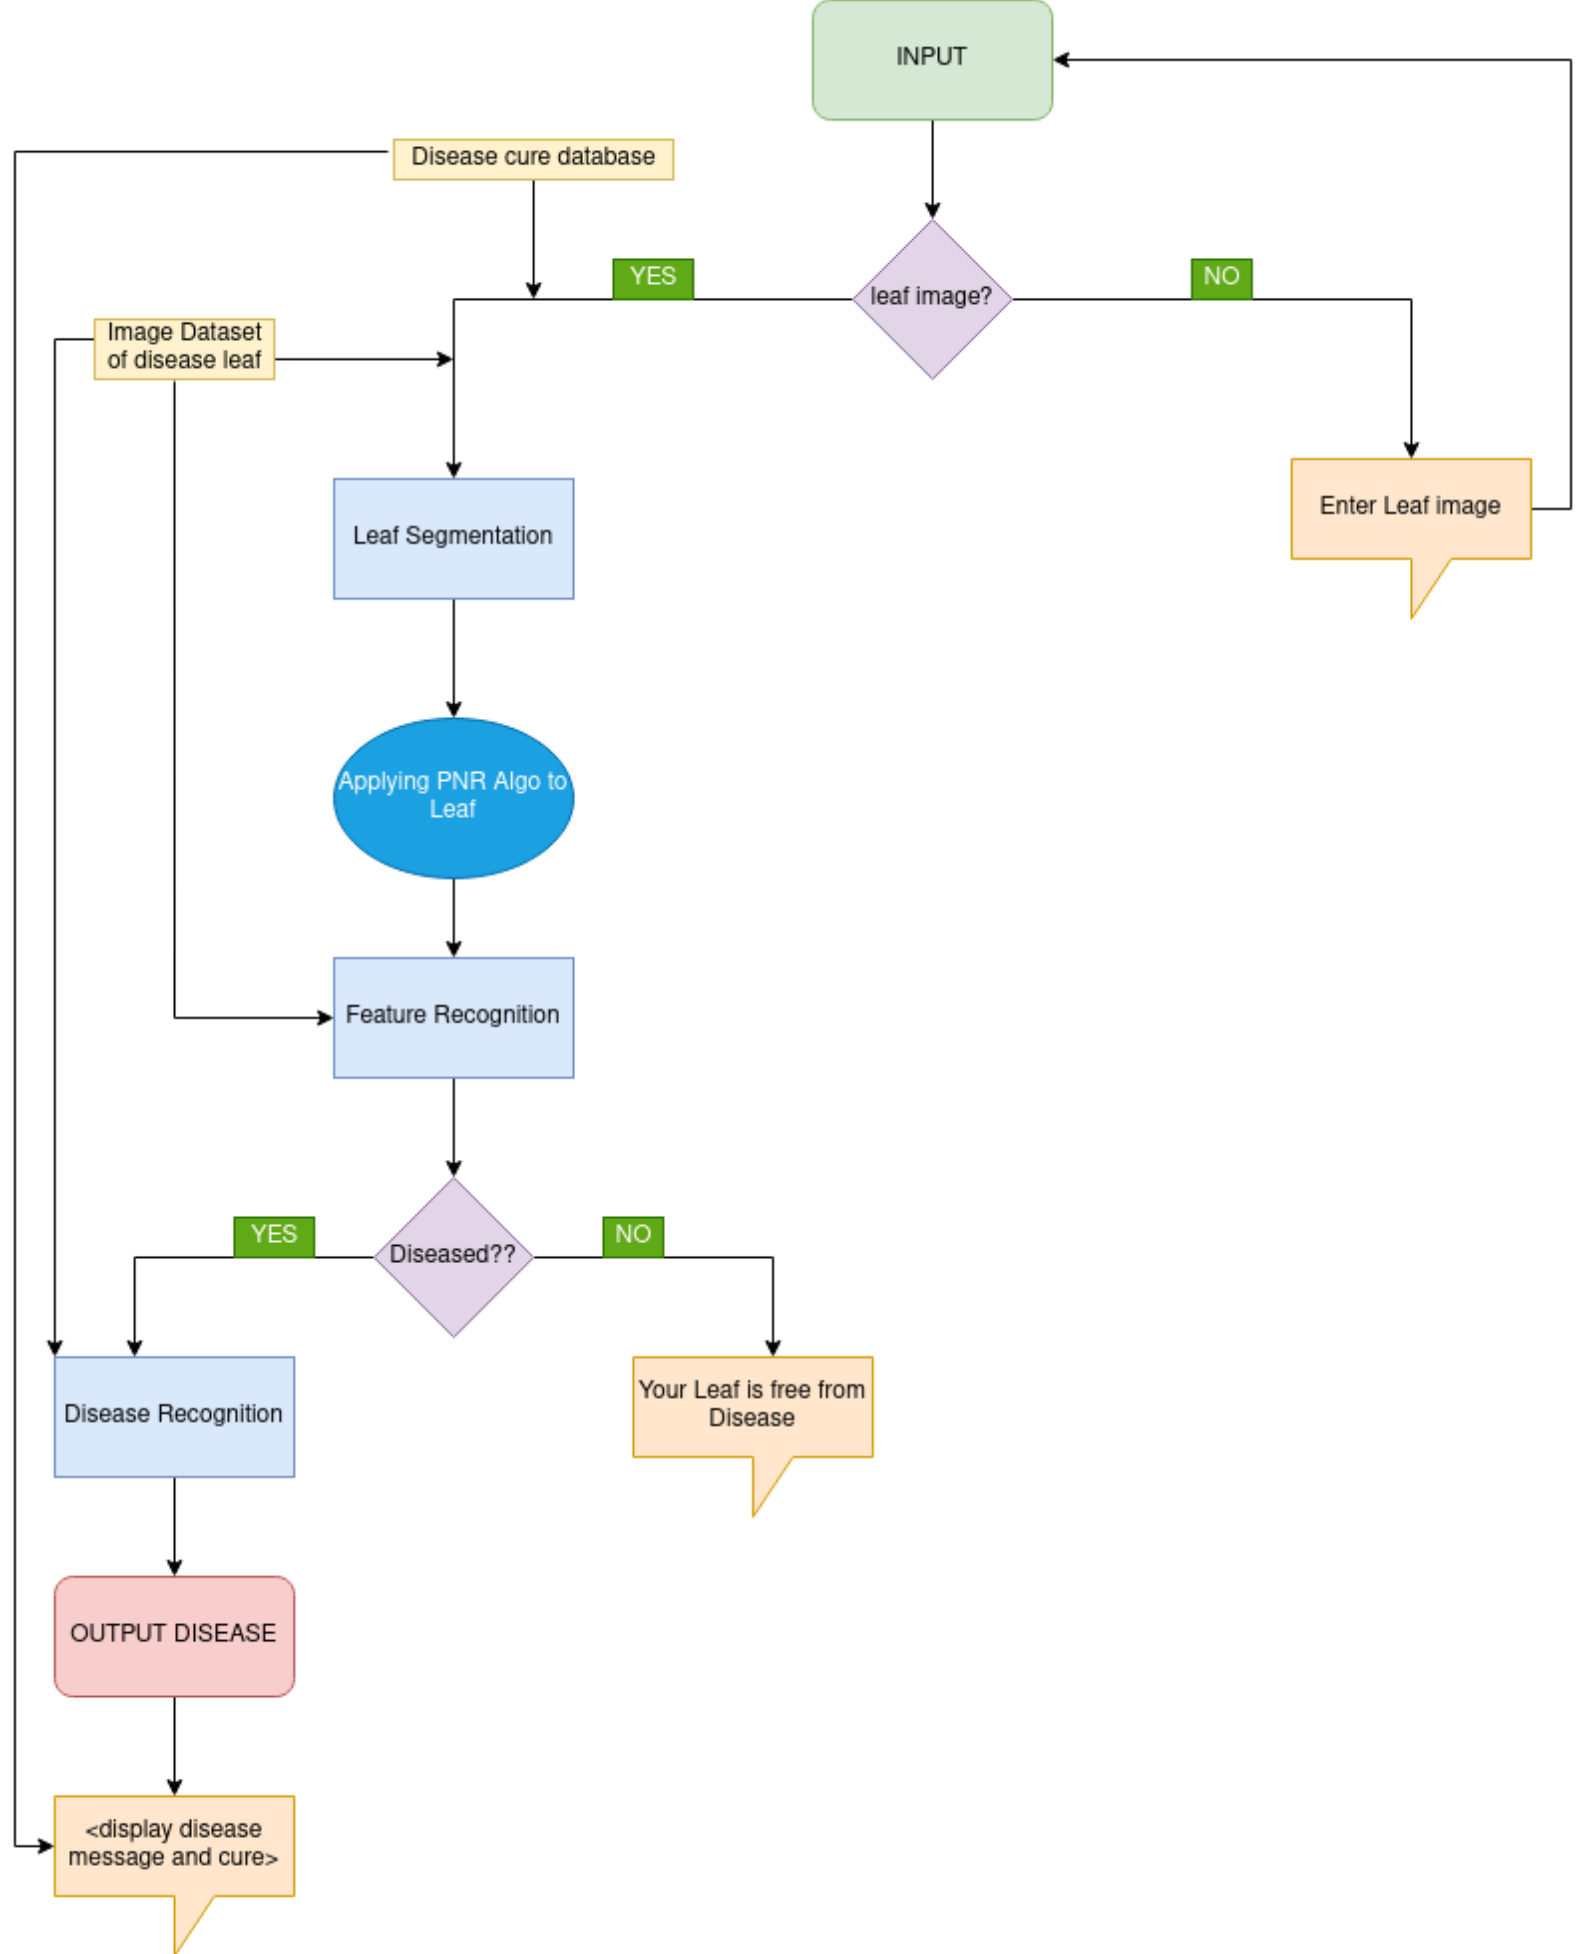 INPUT
Disease cure database
YES
NO
leaf image?
Image Dataset
of disease leaf
Enter Leaf image
Leaf Segmentation
Applying PNR Algo to
Leaf
Feature Recognition
YES
NO
Diseased??
Your Leaf is free from
Disease
Disease Recognition
OUTPUT DISEASE
<display disease
message and cure>